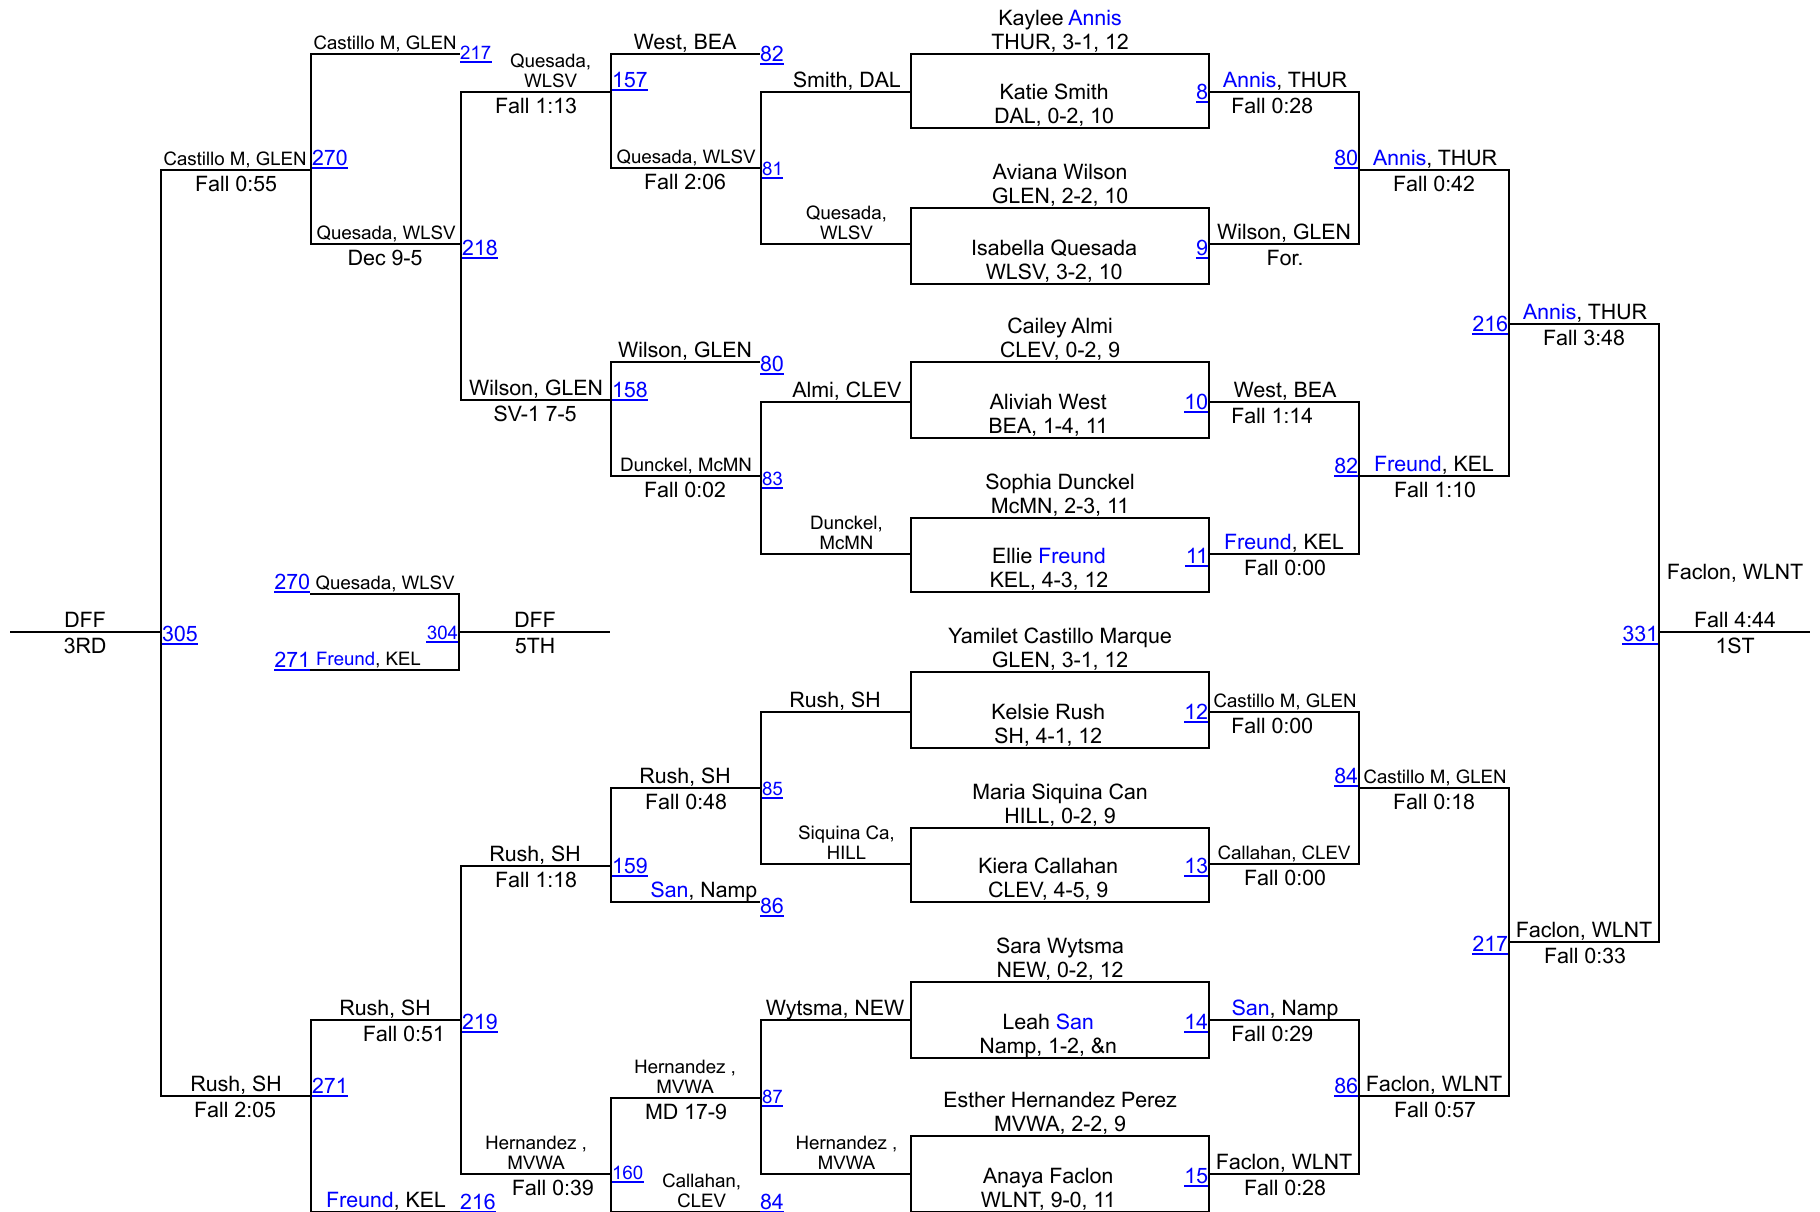 Kaylee Annis
THUR, 3-1, 12
Castillo M, GLEN
217
Quesada,
WLSV
Fall 1:13
West, BEA
82
157
Smith, DAL
Katie Smith
DAL, 0-2, 10
8
Annis, THUR
Fall 0:28
Castillo M, GLEN
Fall 0:55
270
Quesada, WLSV
Fall 2:06
81
Aviana Wilson
GLEN, 2-2, 10
80
Annis, THUR
Fall 0:42
Quesada, WLSV
Dec 9-5
218
Quesada,
WLSV
Isabella Quesada
WLSV, 3-2, 10
9
Wilson, GLEN
For.
Cailey Almi
CLEV, 0-2, 9
216
Annis, THUR
Fall 3:48
Wilson, GLEN
80
Wilson, GLEN
SV-1 7-5
158
Almi, CLEV
Aliviah West
BEA, 1-4, 11
10
West, BEA
Fall 1:14
Dunckel, McMN
Fall 0:02
83
Sophia Dunckel
McMN, 2-3, 11
82
Freund, KEL
Fall 1:10
Dunckel,
McMN
Ellie Freund
KEL, 4-3, 12
11
Freund, KEL
Fall 0:00
270
Quesada, WLSV
Faclon, WLNT
DFF
3RD
305
304
DFF
5TH
331
Fall 4:44
1ST
271
Freund, KEL
Yamilet Castillo Marque
GLEN, 3-1, 12
Rush, SH
Kelsie Rush
SH, 4-1, 12
12
Castillo M, GLEN
Fall 0:00
Rush, SH
Fall 0:48
85
Maria Siquina Can
HILL, 0-2, 9
84
Castillo M, GLEN
Fall 0:18
Rush, SH
Fall 1:18
159
Siquina Ca,
HILL
Kiera Callahan
CLEV, 4-5, 9
13
Callahan, CLEV
Fall 0:00
San, Namp
86
Sara Wytsma
NEW, 0-2, 12
217
Faclon, WLNT
Fall 0:33
Rush, SH
Fall 0:51
219
Wytsma, NEW
Leah San
Namp, 1-2, &n
14
San, Namp
Fall 0:29
Rush, SH
Fall 2:05
271
Hernandez ,
MVWA
MD 17-9
87
Esther Hernandez Perez
MVWA, 2-2, 9
86
Faclon, WLNT
Fall 0:57
Hernandez ,
MVWA
Fall 0:39
160
Hernandez ,
MVWA
Anaya Faclon
WLNT, 9-0, 11
15
Faclon, WLNT
Fall 0:28
Freund, KEL
216
Callahan,
CLEV
84